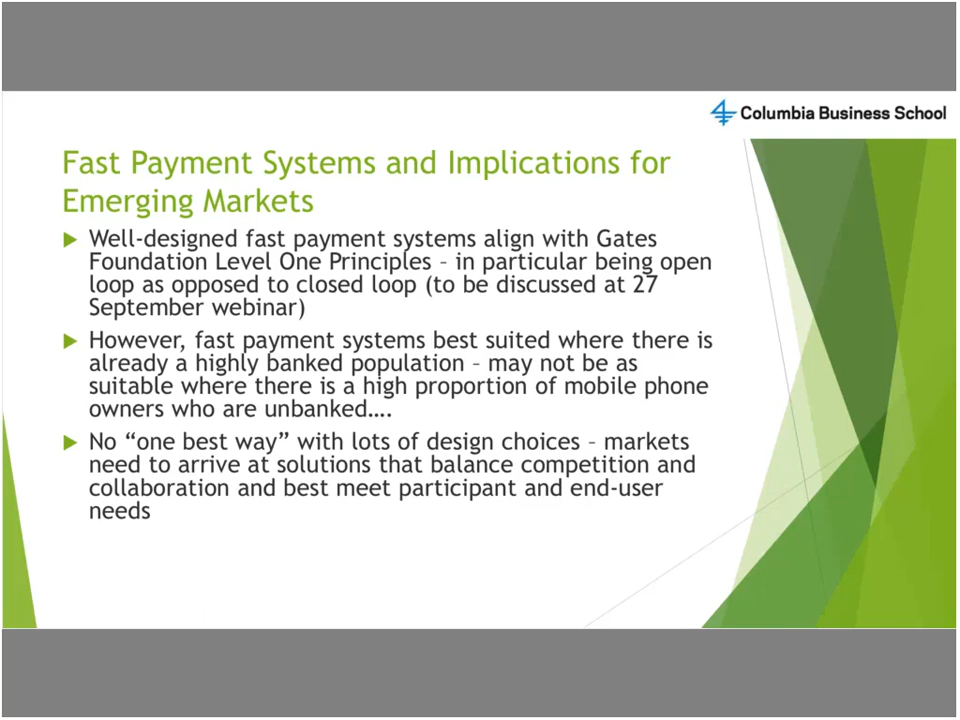 Columbia Business School
Fast Payment Systems and Implications for
Emerging Markets
Well-designed fast payment systems align with Gates
Foundation Level One Principles – in particular being open
loop as opposed to closed loop (to be discussed at 27
September webinar)
However, fast payment systems best suited where there is
already a highly banked population – may not be as
suitable where there is a high proportion of mobile phone
owners who are unbanked….
No “one best way” with lots of design choices – markets
need to arrive at solutions that balance competition and
collaboration and best meet participant and end-user
needs